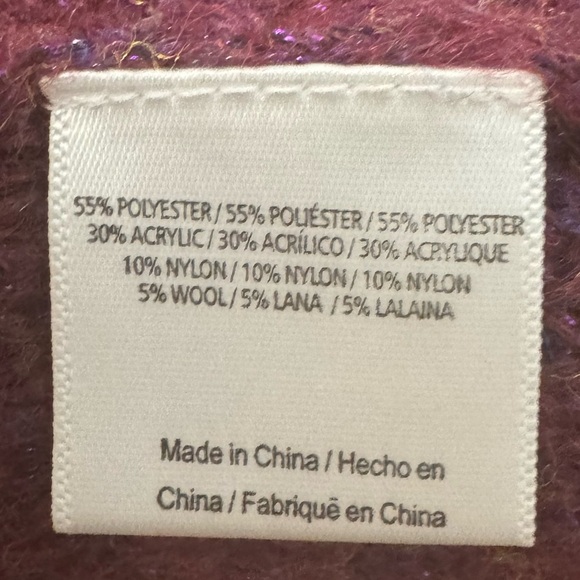 55% POLYESTER / 55% POLIÉSTER / 55% POLYESTER
30% ACRYLIC / 30% ACRÍLICO / 30% ACRYLIQUE
10% NYLON / 10% NYLON / 10% NYLON
5% WOOL / 5% LANA / 5% LALAINA
Made in China / Hecho en
China / Fabriquē en China